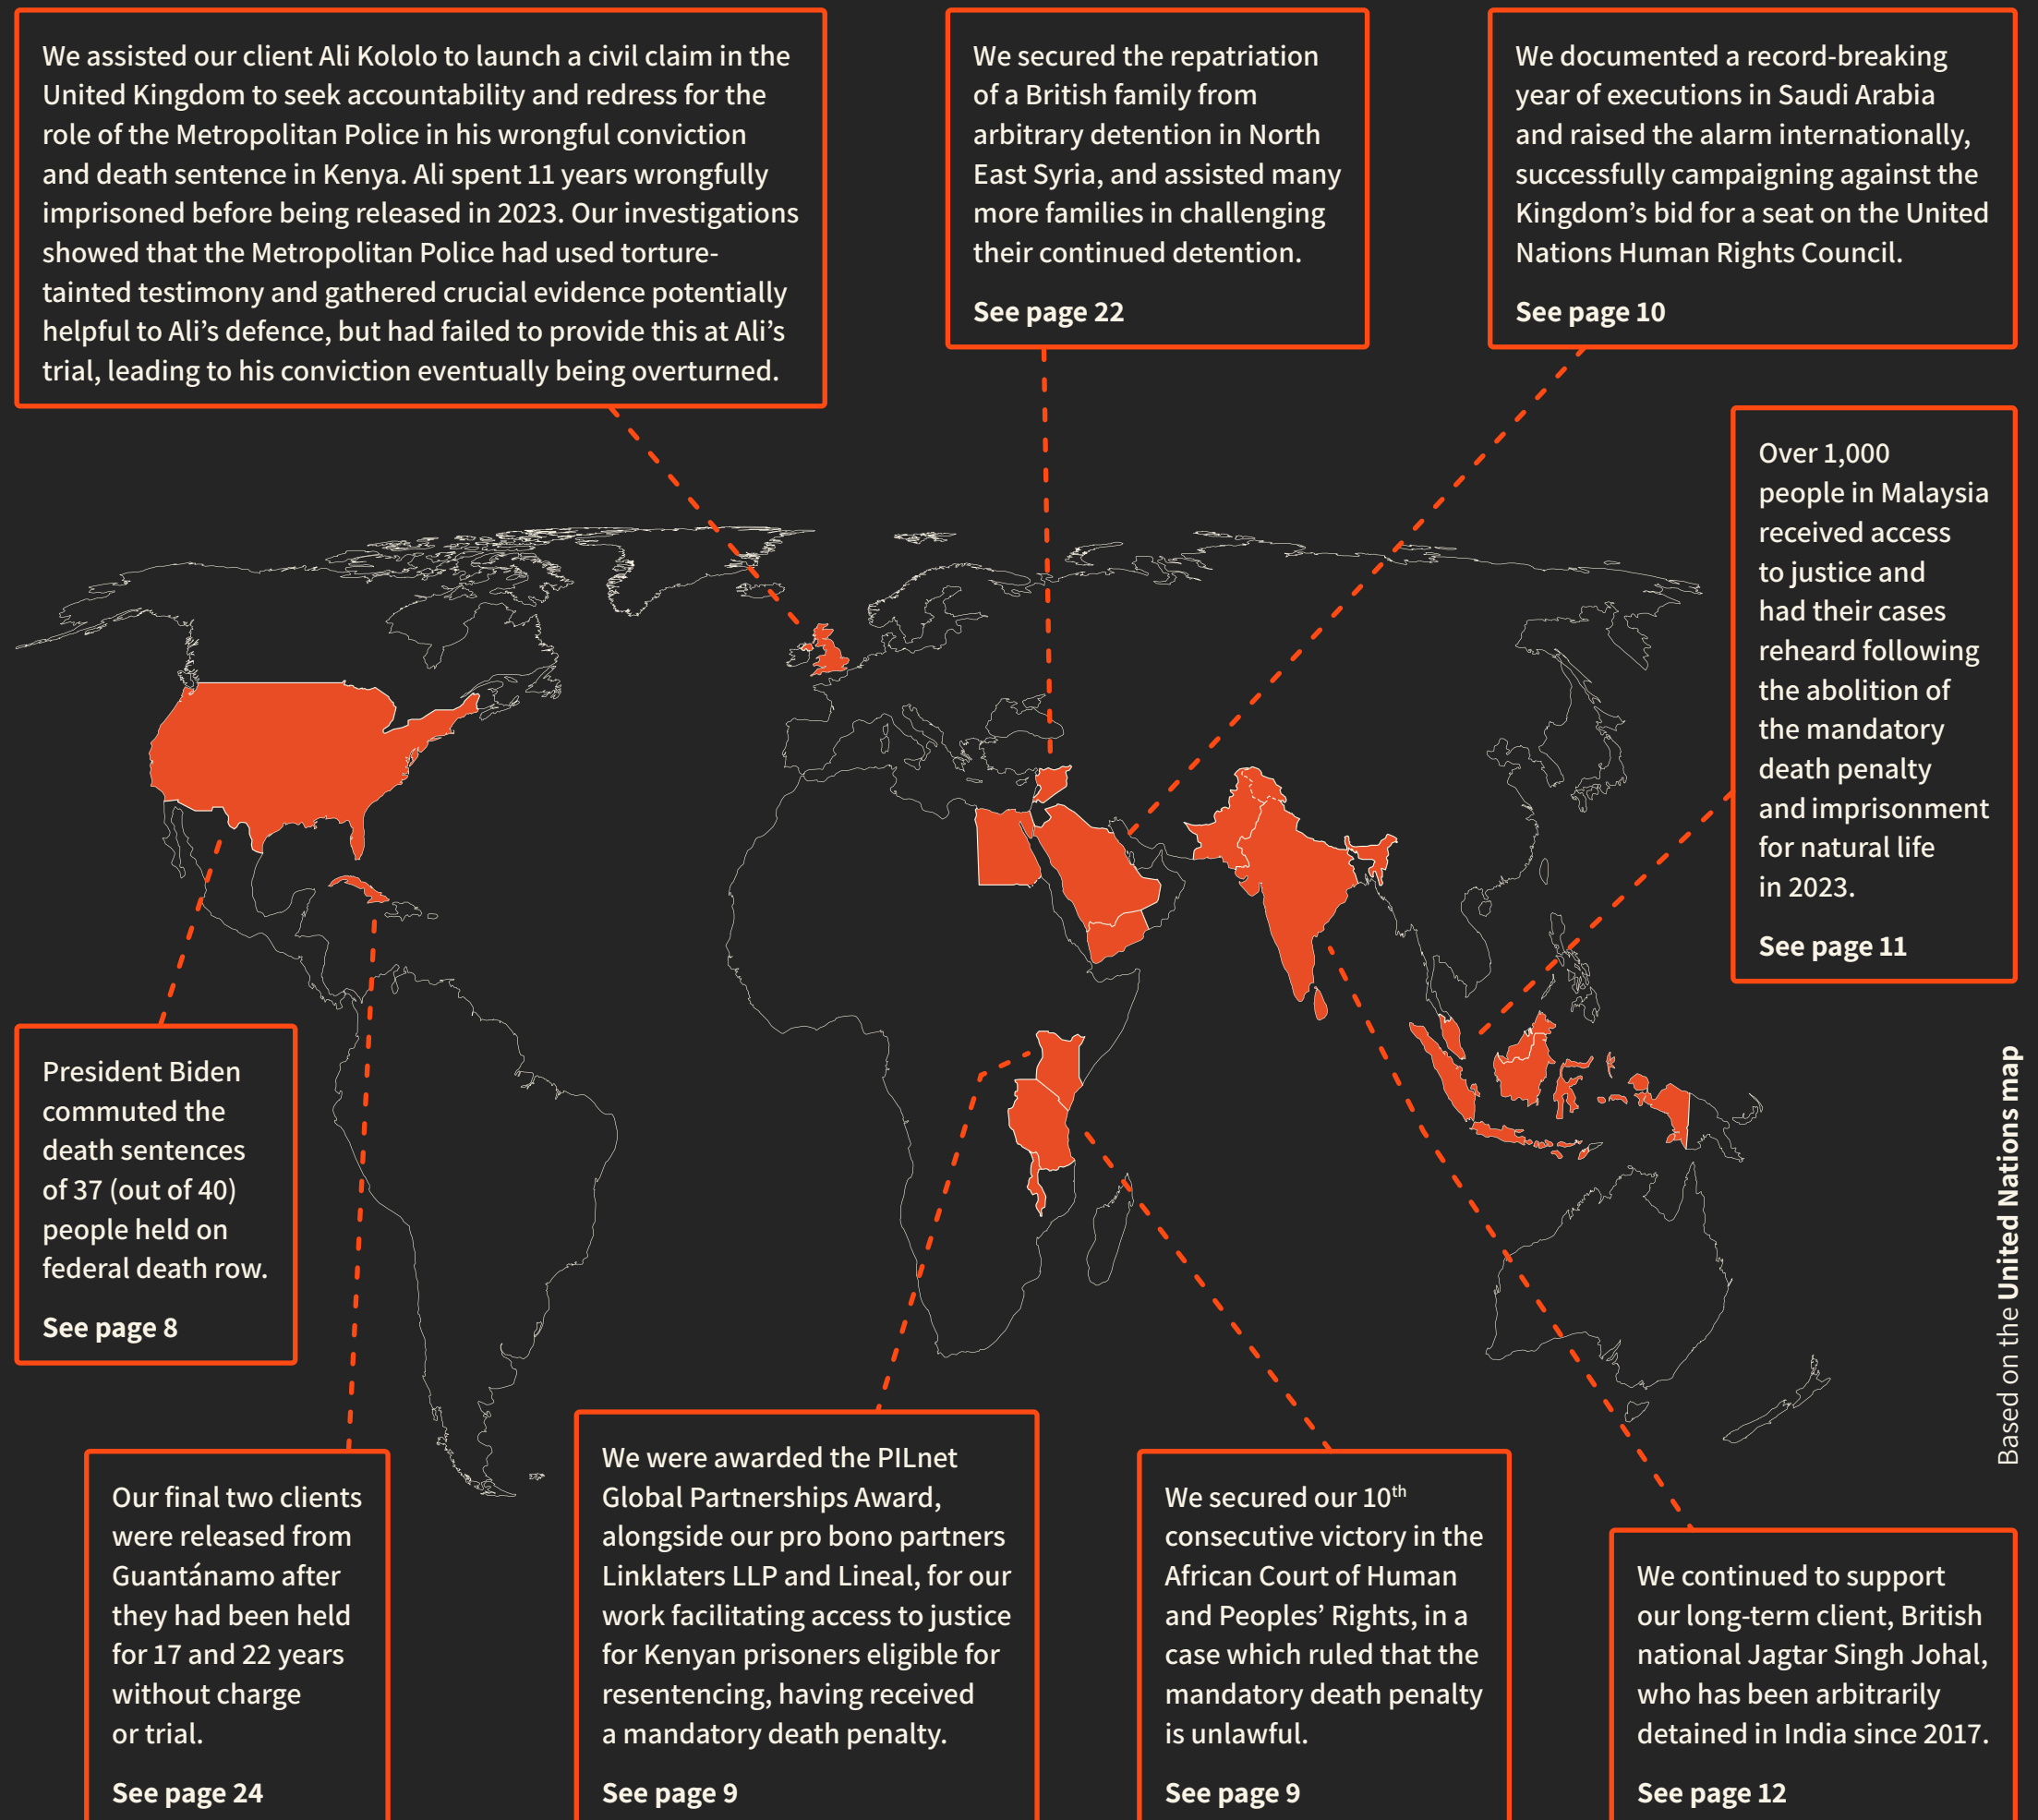 We assisted our client Ali Kololo to launch a civil claim in the
United Kingdom to seek accountability and redress for the
role of the Metropolitan Police in his wrongful conviction
and death sentence in Kenya. Ali spent 11 years wrongfully
imprisoned before being released in 2023. Our investigations
showed that the Metropolitan Police had used torture-
tainted testimony and gathered crucial evidence potentially
helpful to Ali’s defence, but had failed to provide this at Ali’s
trial, leading to his conviction eventually being overturned.
We secured the repatriation
of a British family from
arbitrary detention in North
East Syria, and assisted many
more families in challenging
their continued detention.
See page 22
We documented a record-breaking
year of executions in Saudi Arabia
and raised the alarm internationally,
successfully campaigning against the
Kingdom’s bid for a seat on the United
Nations Human Rights Council.
See page 10
Over 1,000
people in Malaysia
received access
to justice and
had their cases
reheard following
the abolition of
the mandatory
death penalty
and imprisonment
for natural life
in 2023.
See page 11
President Biden
commuted the
death sentences
of 37 (out of 40)
people held on
federal death row.
See page 8
Based on the United Nations map
Our final two clients
were released from
Guantánamo after
they had been held
for 17 and 22 years
without charge
or trial.
See page 24
We were awarded the PILnet
Global Partnerships Award,
alongside our pro bono partners
Linklaters LLP and Lineal, for our
work facilitating access to justice
for Kenyan prisoners eligible for
resentencing, having received
a mandatory death penalty.
See page 9
We secured our 10th
consecutive victory in the
African Court of Human
and Peoples’ Rights, in a
case which ruled that the
mandatory death penalty
is unlawful.
See page 9
We continued to support
our long-term client, British
national Jagtar Singh Johal,
who has been arbitrarily
detained in India since 2017.
See page 12